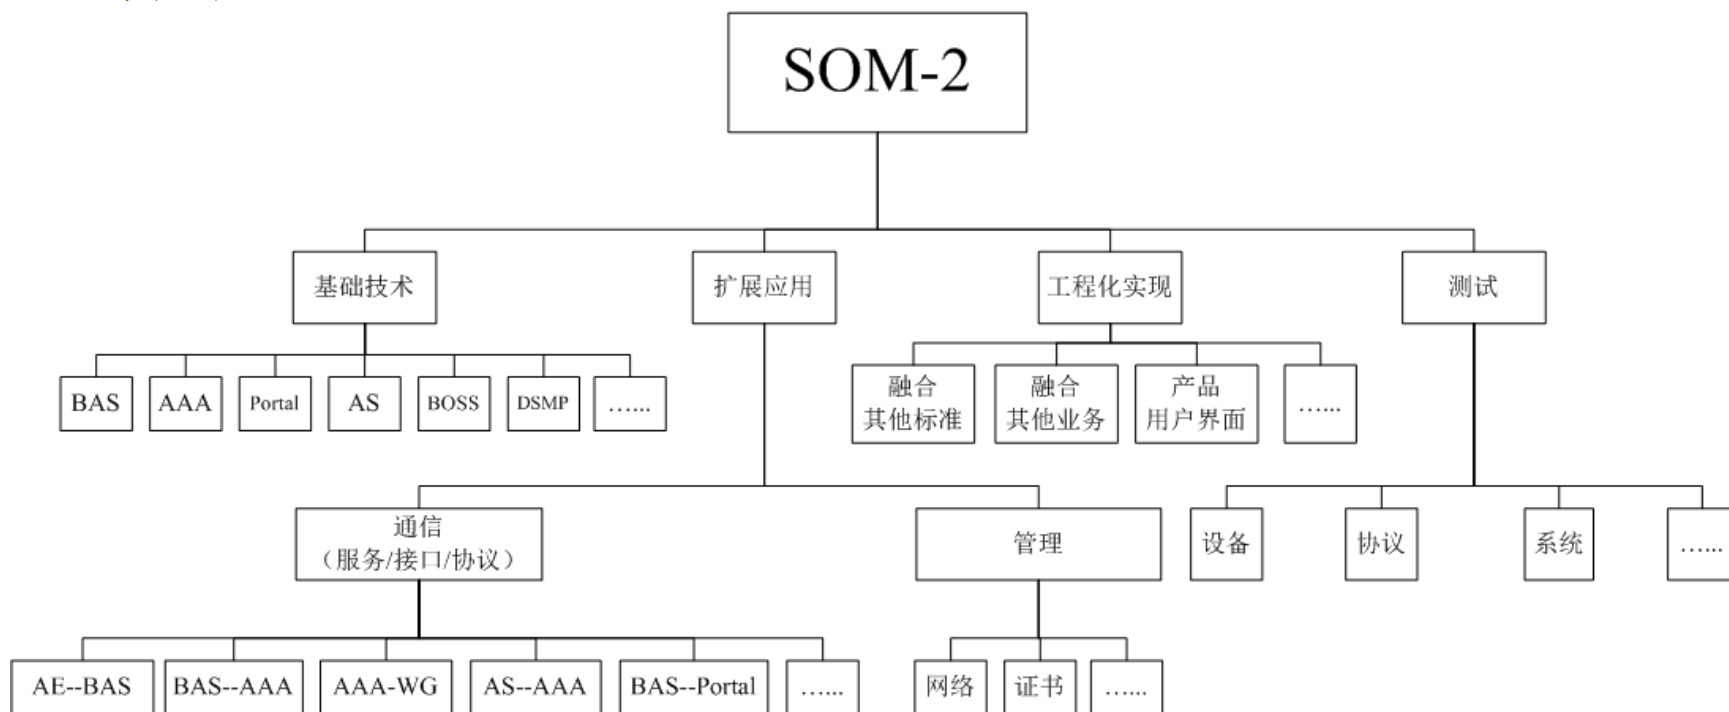 SOM-2
基础技术
扩展应用
工程化实现
测试
BAS
AAA
Portal
AS
BOSS
DSMP
…...
融合
其他标准
融合
其他业务
产品
用户界面
…...
通信
（服务/接口/协议）
管理
设备
协议
系统
…...
AE--BAS
BAS--AAA
AAA-WG
AS--AAA
BAS--Portal
…...
网络
证书
…...